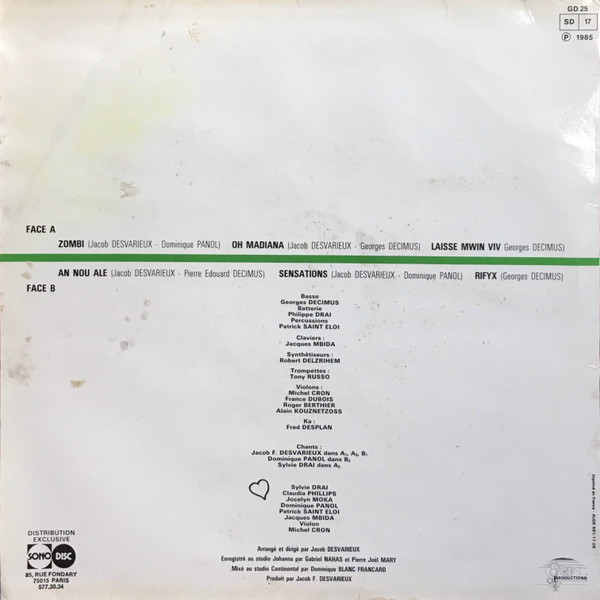 GD 25
SD 17
Ⓟ 1985
FACE A
ZOMBI (Jacob DESVARIEUX - Dominique PANOL) OH MADIANA (Jacob DESVARIEUX - Georges DECIMUS) LAISSE MWIN VIV Georges DECIMUS)
AN NOU ALE (Jacob DESVARIEUX - Pierre Edouard DECIMUS) SENSATIONS (Jacob DESVARIEUX - Dominique PANOL) RIFYX (Georges DECIMUS)
FACE B
Basse
Georges DECIMUS
Batterie
Philippe DRAI
Percussions
Patrick SAINT ELOI
Claviers :
Jacques MBIDA
Synthétiseurs :
Robert DELZRIHEM
Trompettes :
Tony RUSSO
Violons :
Michel CRON
France DUBOIS
Roger BERTHIER
Alain KOUZNETZOSS
Ka :
Fred DESPLAN
Chants :
Jacob F. DESVARIEUX dans A₁, A₂, B₁
Dominique PANOL dans B₂
Sylvie DRAI dans A₂
Sylvie DRAI
Claudia PHILLIPS
Jocelyn MOKA
Dominique PANOL
Patrick SAINT ELOI
Jacques MBIDA
Violon
Michel CRON
Arrangé et dirigé par Jacob DESVARIEUX
Enregistré au studio Johanna par Gabriel NAHAS et Pierre Joël MARY
Mixé au studio Continental par Dominique BLANC FRANCARD
Produit par Jacob F. DESVARIEUX
DISTRIBUTION
EXCLUSIVE
SONO DISC
85, RUE FONDARY
75015 PARIS
577.30.34
Imprimé en France
PRODUCTIONS